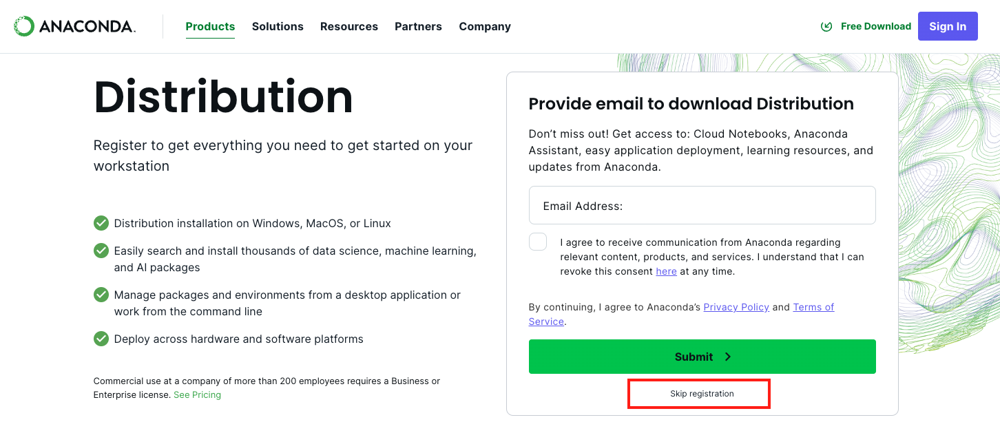 ANACONDA.
Products
Solutions
Resources
Partners
Company
Free Download
Sign In
Distribution
Register to get everything you need to get started on your
workstation
Distribution installation on Windows, MacOS, or Linux
Easily search and install thousands of data science, machine learning,
and AI packages
Manage packages and environments from a desktop application or
work from the command line
Deploy across hardware and software platforms
Commercial use at a company of more than 200 employees requires a Business or
Enterprise license. See Pricing
Provide email to download Distribution
Don’t miss out! Get access to: Cloud Notebooks, Anaconda
Assistant, easy application deployment, learning resources, and
updates from Anaconda.
Email Address:
I agree to receive communication from Anaconda regarding
relevant content, products, and services. I understand that I can
revoke this consent here at any time.
By continuing, I agree to Anaconda’s Privacy Policy and Terms of
Service.
Submit
Skip registration